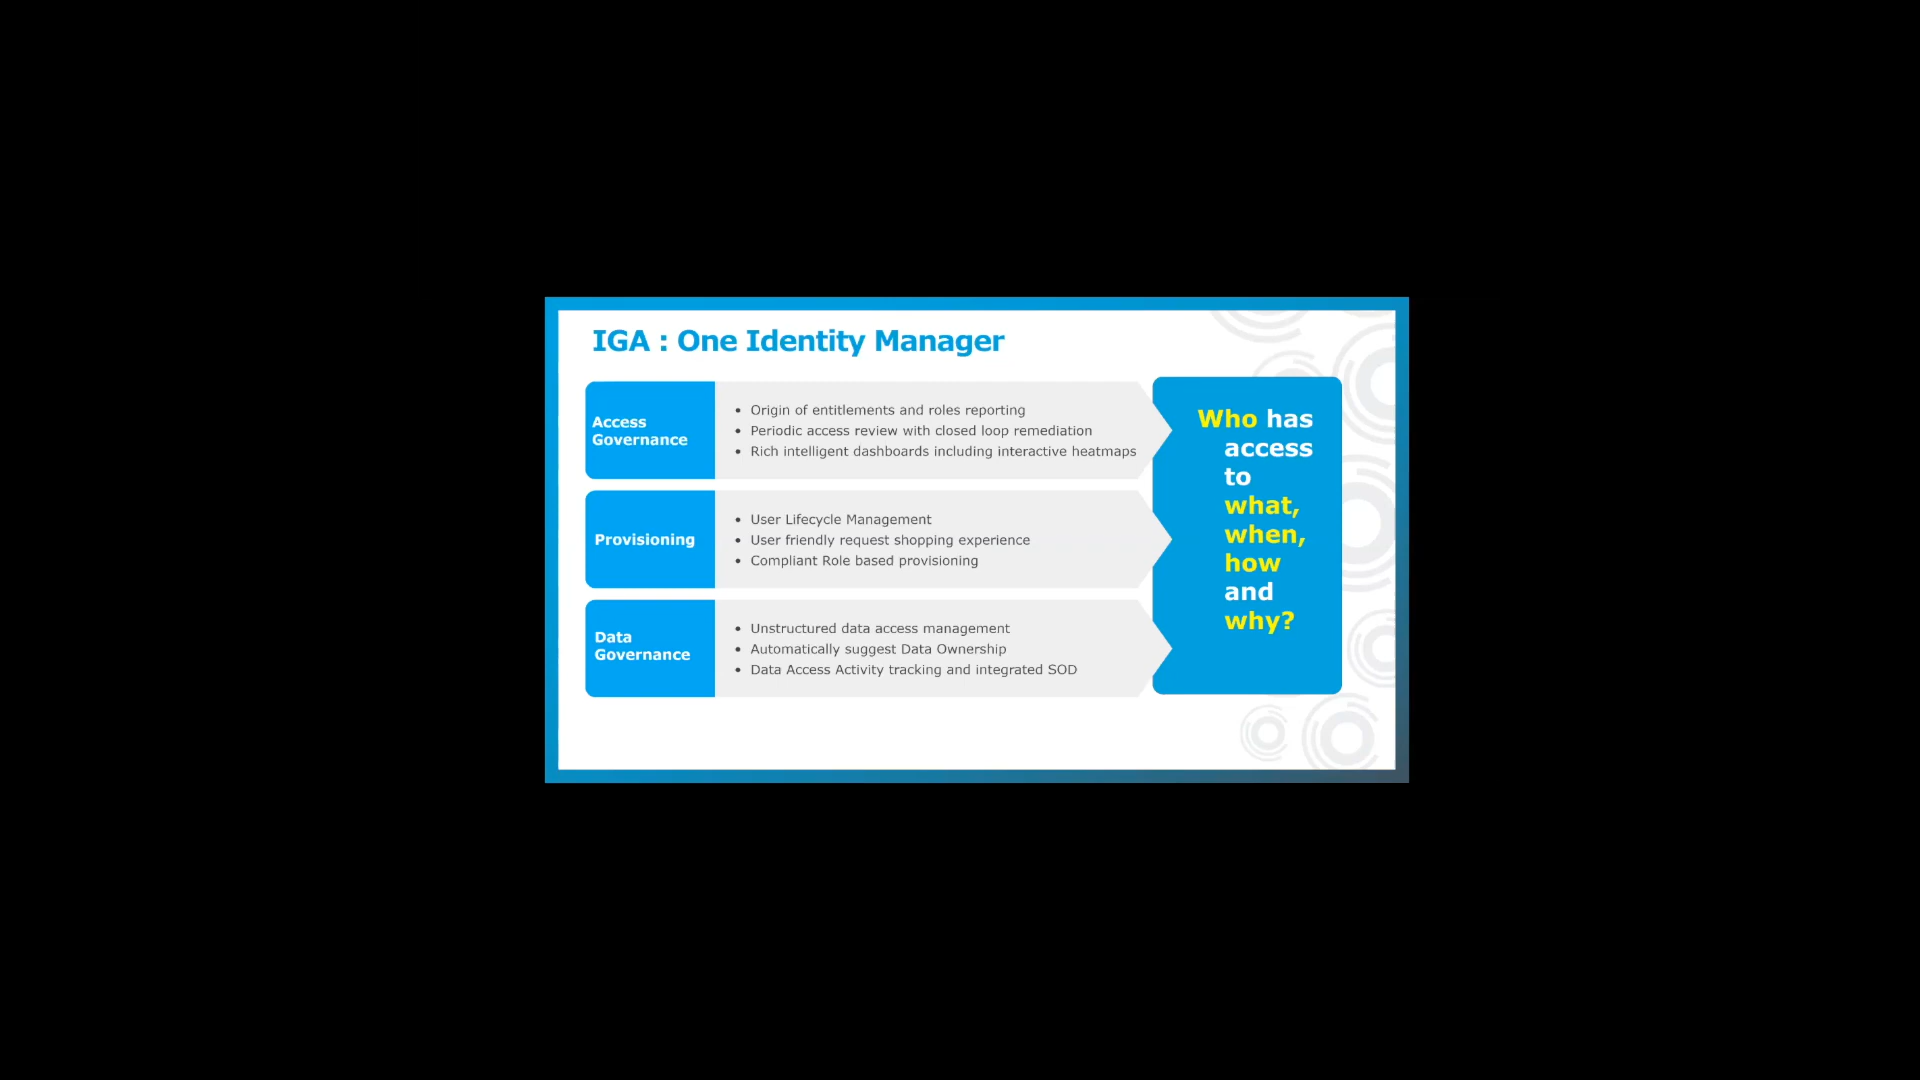 IGA : One Identity Manager
Access
Governance
• Origin of entitlements and roles reporting
• Periodic access review with closed loop remediation
• Rich intelligent dashboards including interactive heatmaps
Provisioning
• User Lifecycle Management
• User friendly request shopping experience
• Compliant Role based provisioning
Data
Governance
• Unstructured data access management
• Automatically suggest Data Ownership
• Data Access Activity tracking and integrated SOD
Who has
access
to
what,
when,
how
and
why?